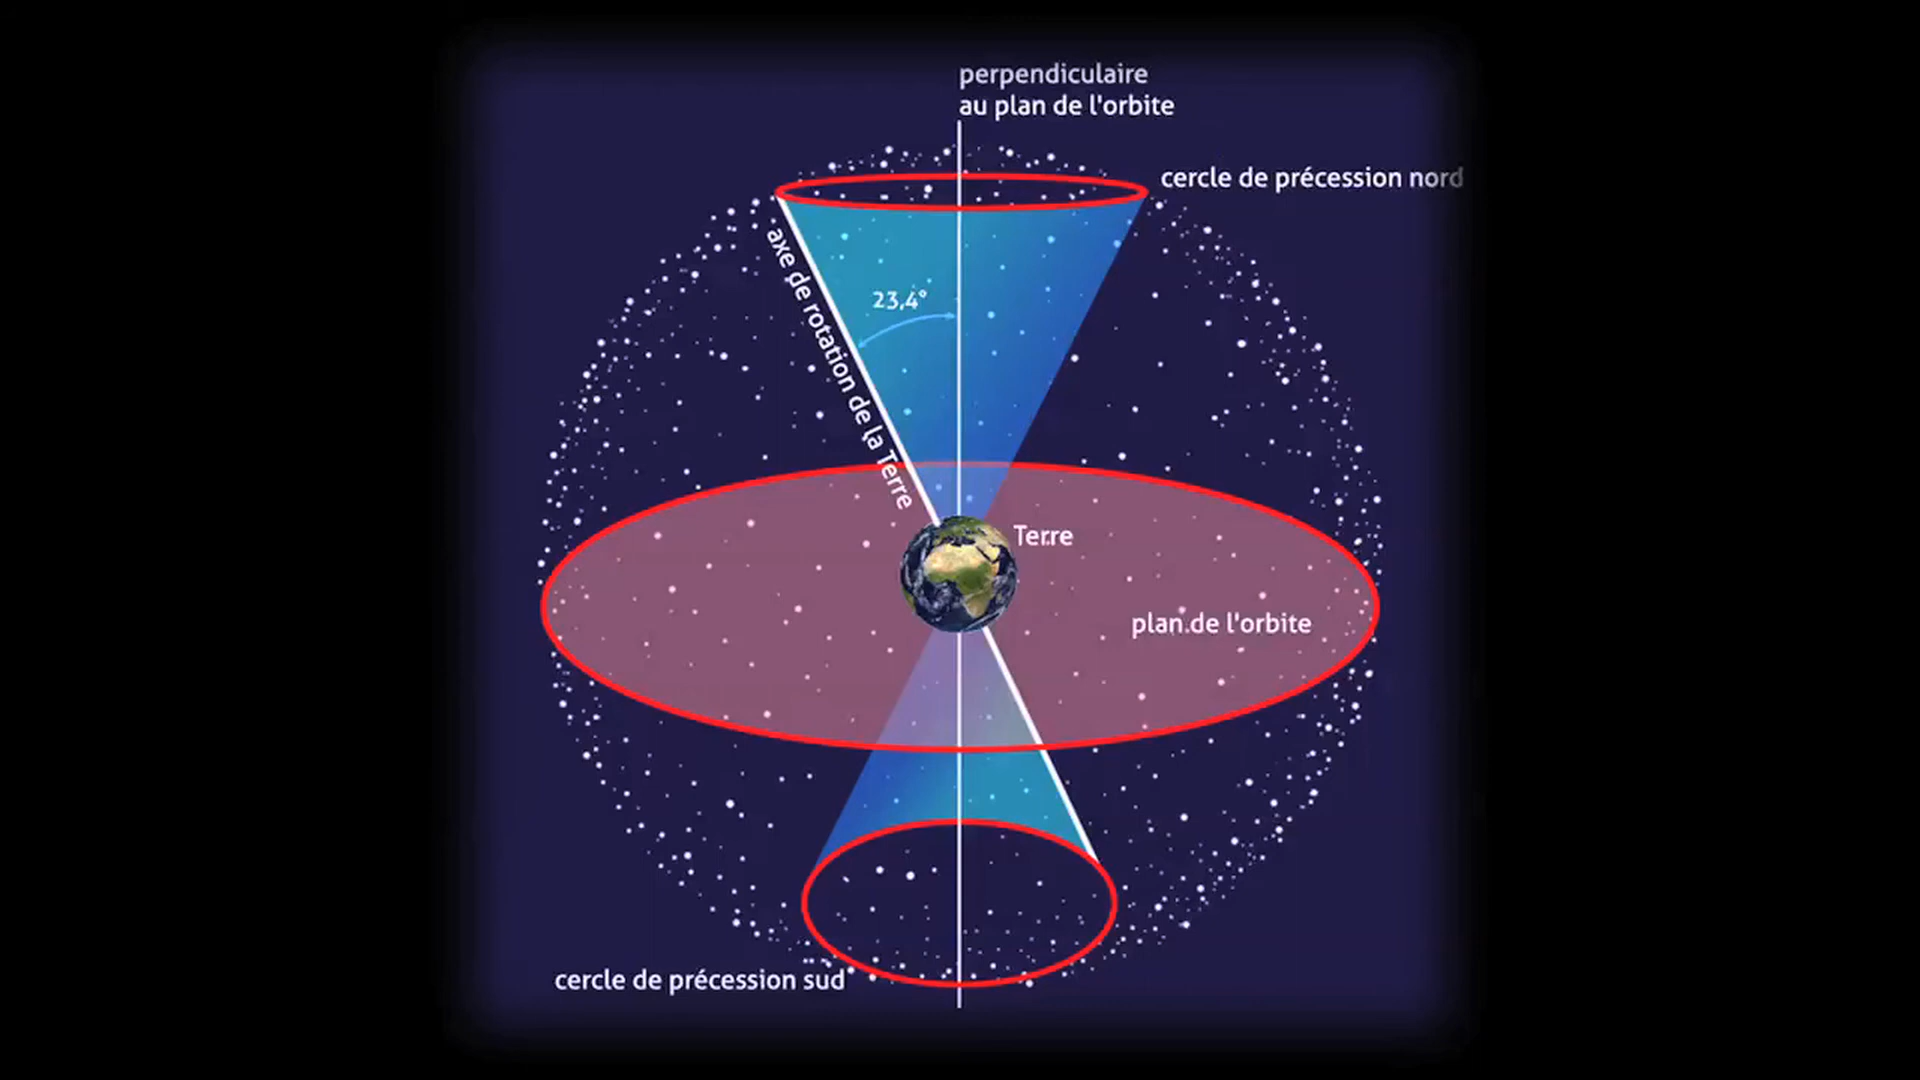 perpendiculaire
au plan de l'orbite
cercle de précession nord
axe de rotation de la Terre
23,4°
Terre
plan de l'orbite
cercle de précession sud